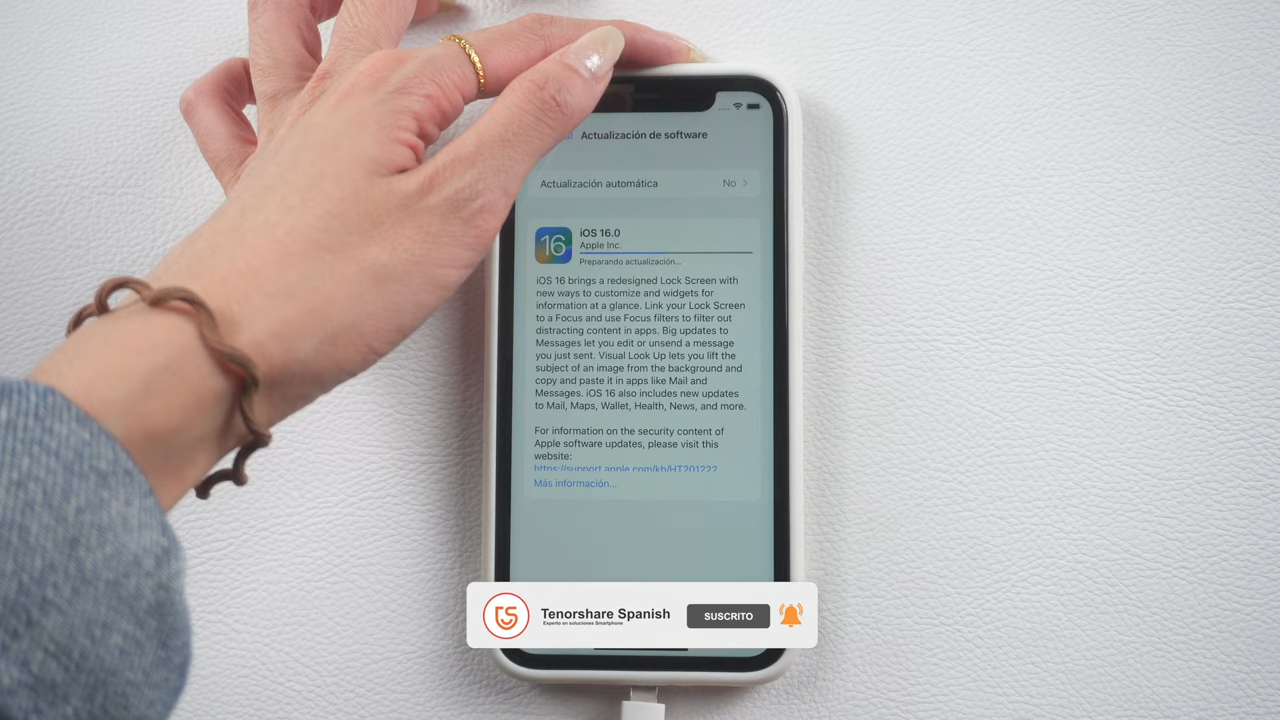 Actualización de software
Actualización automática
No
16
iOS 16.0
Apple Inc.
Preparando actualización...
iOS 16 brings a redesigned Lock Screen with
new ways to customize and widgets for
information at a glance. Link your Lock Screen
to a Focus and use Focus filters to filter out
distracting content in apps. Big updates to
Messages let you edit or unsend a message
you just sent. Visual Look Up lets you lift the
subject of an image from the background and
copy and paste it in apps like Mail and
Messages. iOS 16 also includes new updates
to Mail, Maps, Wallet, Health, News, and more.
For information on the security content of
Apple software updates, please visit this
website:
https://support.apple.com/kb/HT201222
Más información...
Tenorshare Spanish
Experto en soluciones Smartphone
SUSCRITO